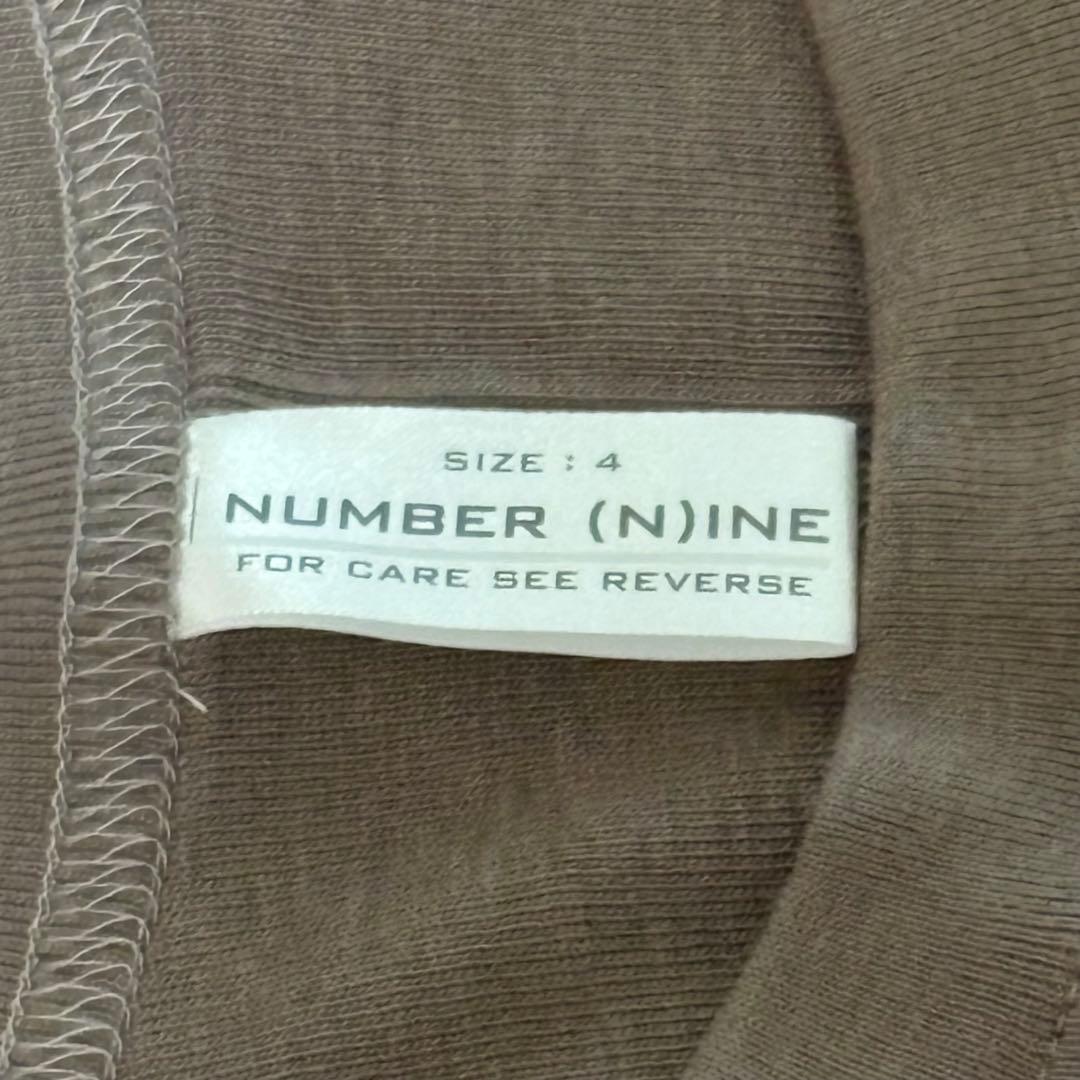 SIZE : 4
NUMBER (N)INE
FOR CARE SEE REVERSE